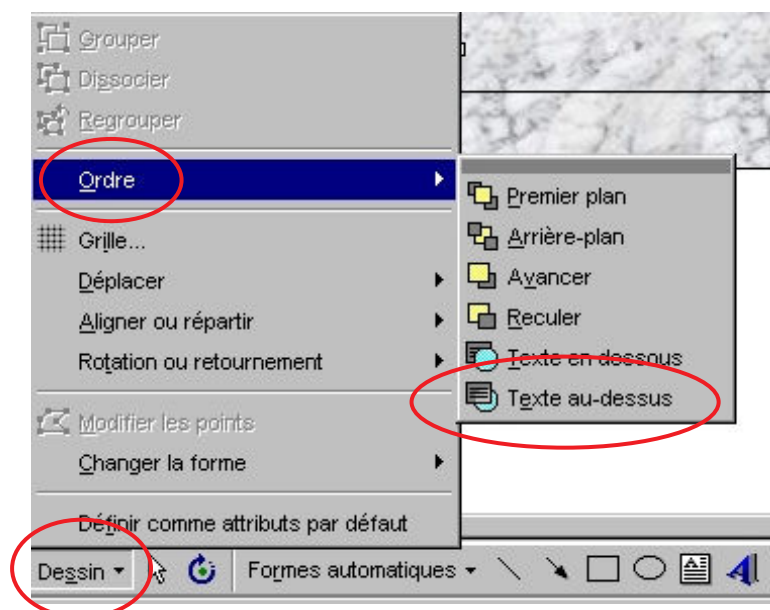 Grouper
Dissocier
Regrouper
Ordre
Premier plan
Arrière-plan
Avancer
Reculer
Texte en dessous
Texte au-dessus
Grille...
Déplacer
Aligner ou répartir
Rotation ou retournement
Modifier les points
Changer la forme
Définir comme attributs par défaut
Dessin
Formes automatiques